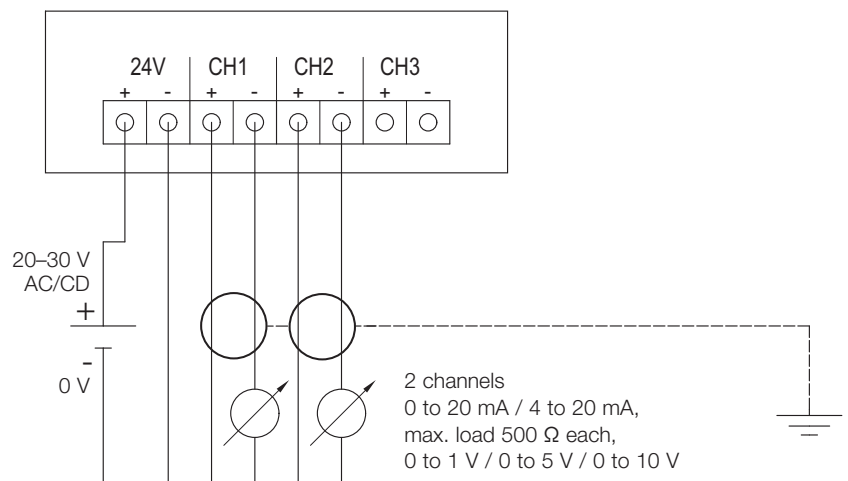 24V CH1 CH2 CH3
+ - + - + - + -
20–30 V
AC/CD
+
-
0 V
2 channels
0 to 20 mA / 4 to 20 mA,
max. load 500 Ω each,
0 to 1 V / 0 to 5 V / 0 to 10 V